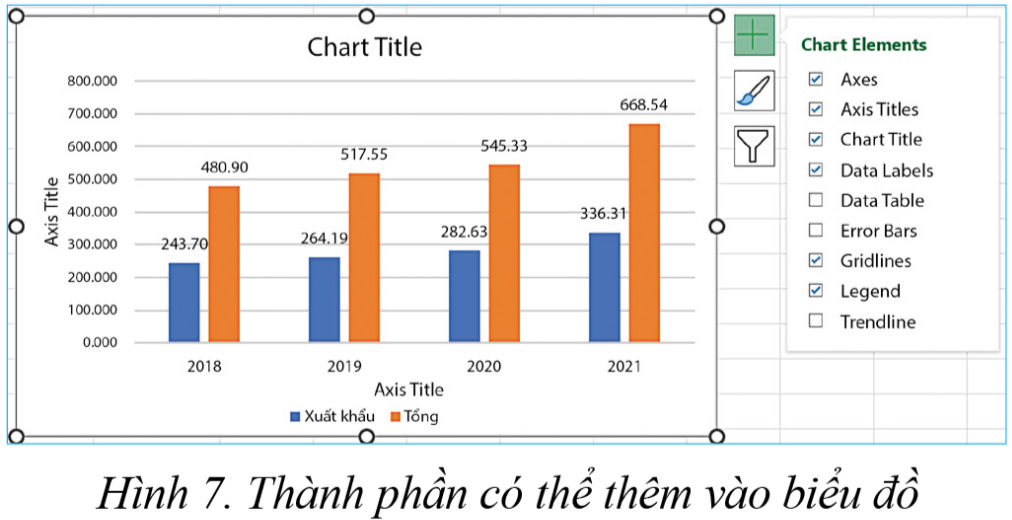 Chart Title
800.000
700.000
600.000
500.000
400.000
300.000
200.000
100.000
0.000
Axis Title
243.70
480.90
264.19
517.55
282.63
545.33
336.31
668.54
2018 2019 2020 2021
Axis Title
Xuất khẩu Tổng
Chart Elements
Axes
Axis Titles
Chart Title
Data Labels
Data Table
Error Bars
Gridlines
Legend
Trendline
Hình 7. Thành phần có thể thêm vào biểu đồ